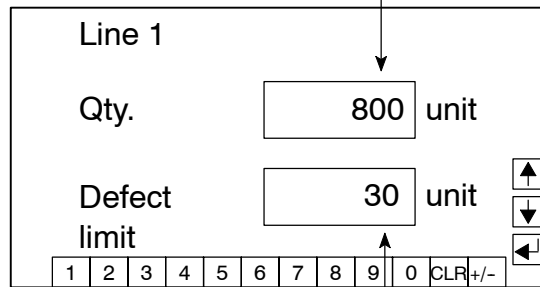 Line 1
Qty. 800 unit
Defect limit 30 unit
1 2 3 4 5 6 7 8 9 0 CLR +/-